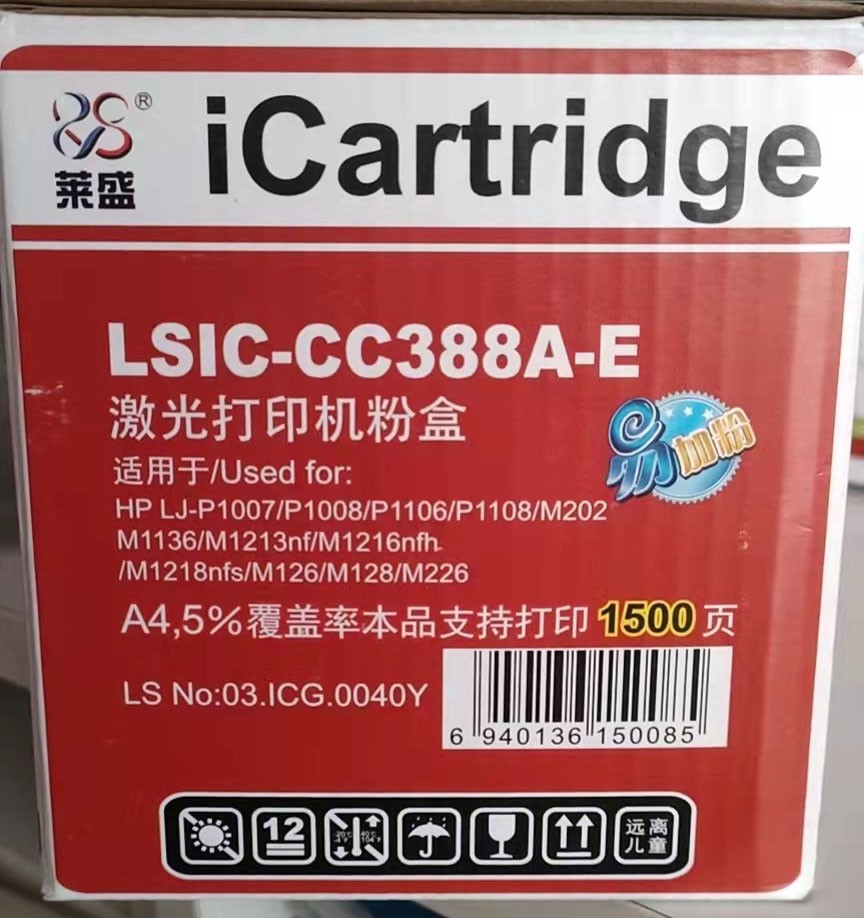 莱盛
®
iCartridge
LSIC-CC388A-E
激光打印机粉盒
易加粉
适用于/Used for:
HP LJ-P1007/P1008/P1106/P1108/M202
M1136/M1213nf/M1216nfh
/M1218nfs/M126/M128/M226
A4,5%覆盖率本品支持打印1500页
LS No:03.ICG.0040Y
6 940136 150085
12
远离
儿童